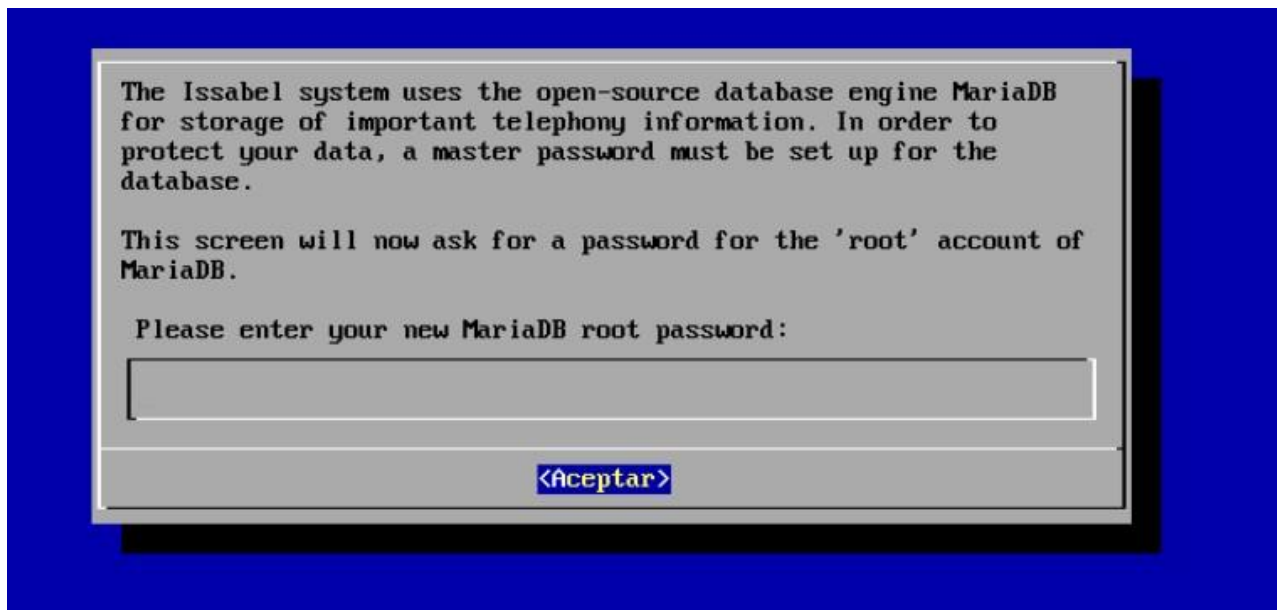 The Issabel system uses the open-source database engine MariaDB
for storage of important telephony information. In order to
protect your data, a master password must be set up for the
database.
This screen will now ask for a password for the 'root' account of
MariaDB.
Please enter your new MariaDB root password:
<Aceptar>